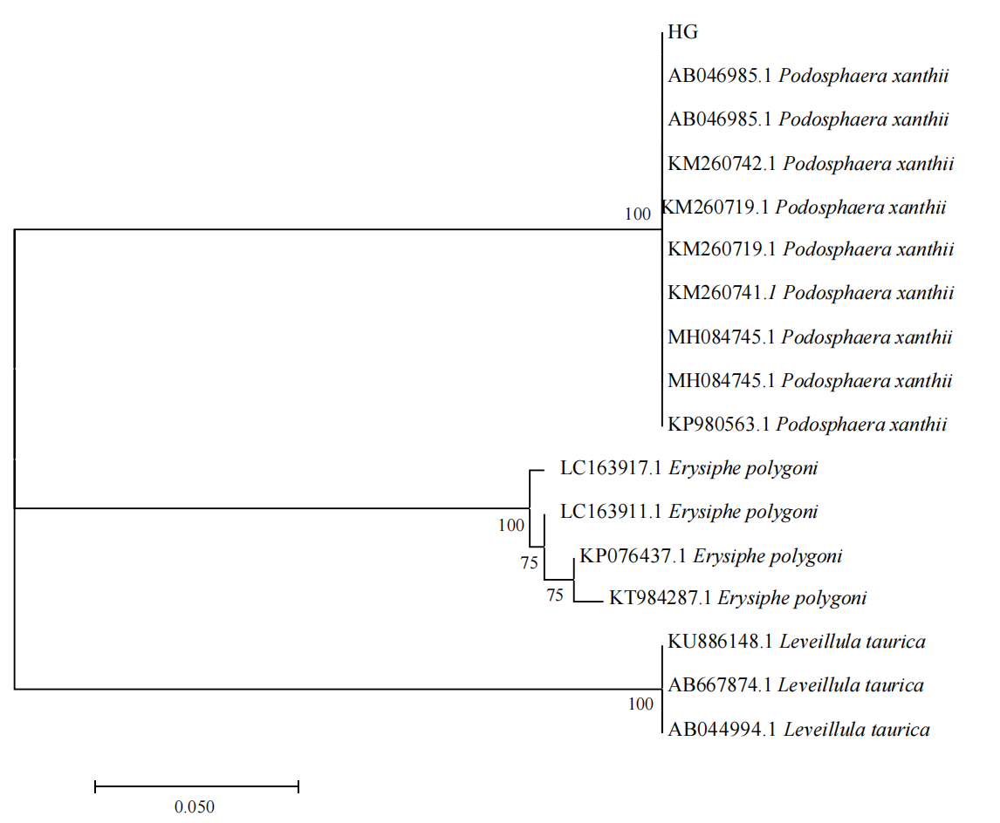 HG
AB046985.1 Podosphaera xanthii
AB046985.1 Podosphaera xanthii
KM260742.1 Podosphaera xanthii
100
KM260719.1 Podosphaera xanthii
KM260719.1 Podosphaera xanthii
KM260741.1 Podosphaera xanthii
MH084745.1 Podosphaera xanthii
MH084745.1 Podosphaera xanthii
KP980563.1 Podosphaera xanthii
LC163917.1 Erysiphe polygoni
LC163911.1 Erysiphe polygoni
100
KP076437.1 Erysiphe polygoni
75
KT984287.1 Erysiphe polygoni
75
KU886148.1 Leveillula taurica
AB667874.1 Leveillula taurica
100
AB044994.1 Leveillula taurica
0.050